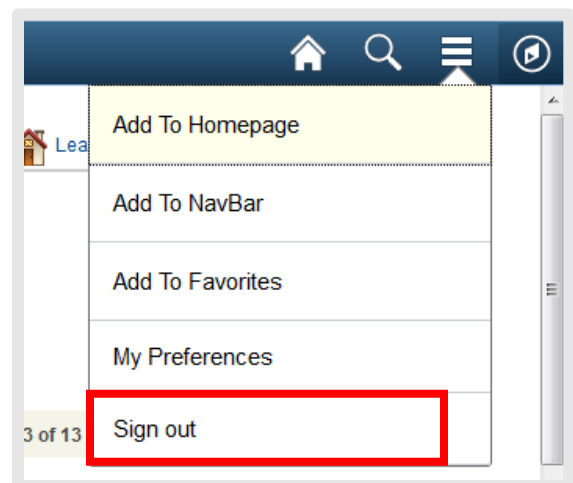 Add To Homepage
Lea
Add To NavBar
Add To Favorites
My Preferences
Sign out
3 of 13